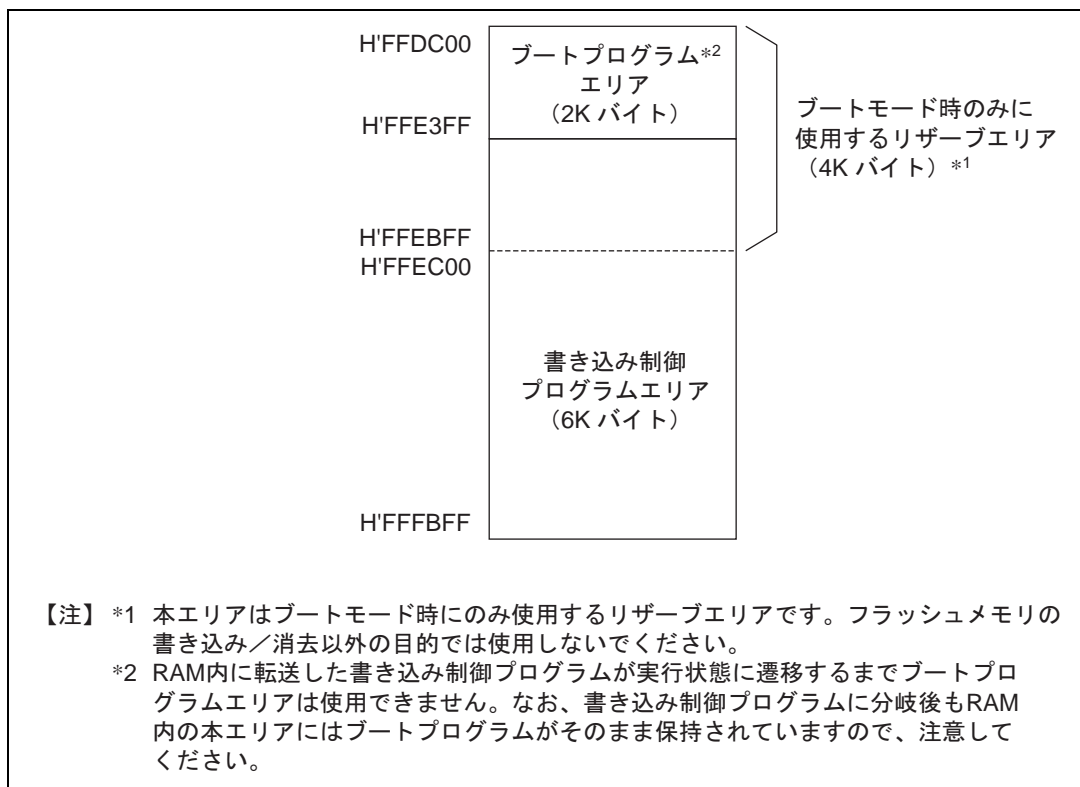 H'FFDC00
ブートプログラム*2
エリア
（2K バイト）
H'FFE3FF
ブートモード時のみに
使用するリザーブエリア
（4K バイト）*1
H'FFEBFF
H'FFEC00
書き込み制御
プログラムエリア
（6K バイト）
H'FFFBFF
【注】 *1 本エリアはブートモード時にのみ使用するリザーブエリアです。フラッシュメモリの
書き込み／消去以外の目的では使用しないでください。
*2 RAM内に転送した書き込み制御プログラムが実行状態に遷移するまでブートプロ
グラムエリアは使用できません。なお、書き込み制御プログラムに分岐後もRAM
内の本エリアにはブートプログラムがそのまま保持されていますので、注意して
ください。